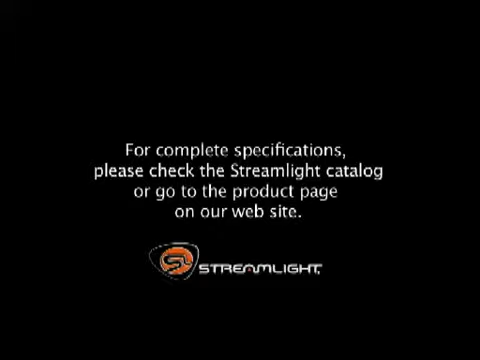 For complete specifications,
please check the Streamlight catalog
or go to the product page
on our web site.
SL STREAMLIGHT